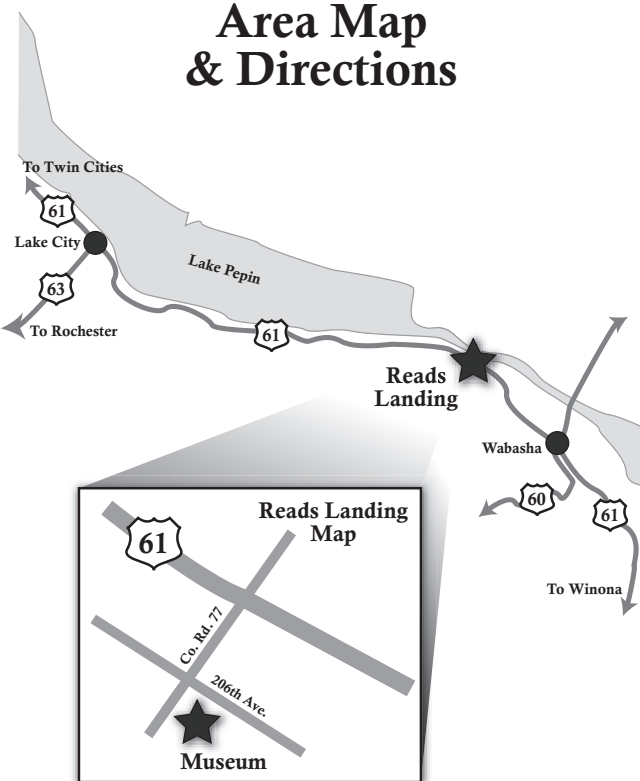 Area Map
& Directions
To Twin Cities
61
Lake City
63
To Rochester
Lake Pepin
61
Reads
Landing
Wabasha
60
61
To Winona
Reads Landing
Map
61
Co. Rd. 77
206th Ave.
Museum